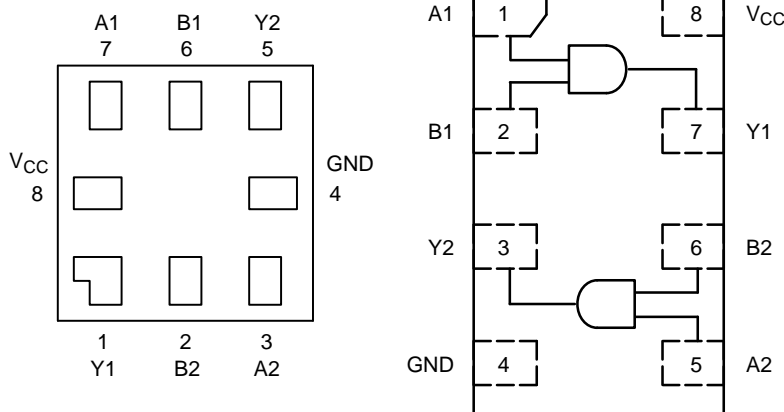 A1 B1 Y2
7 6 5
VCC
8
GND
4
1 2 3
Y1 B2 A2
A1 1 8 VCC
B1 2 7 Y1
Y2 3 6 B2
GND 4 5 A2